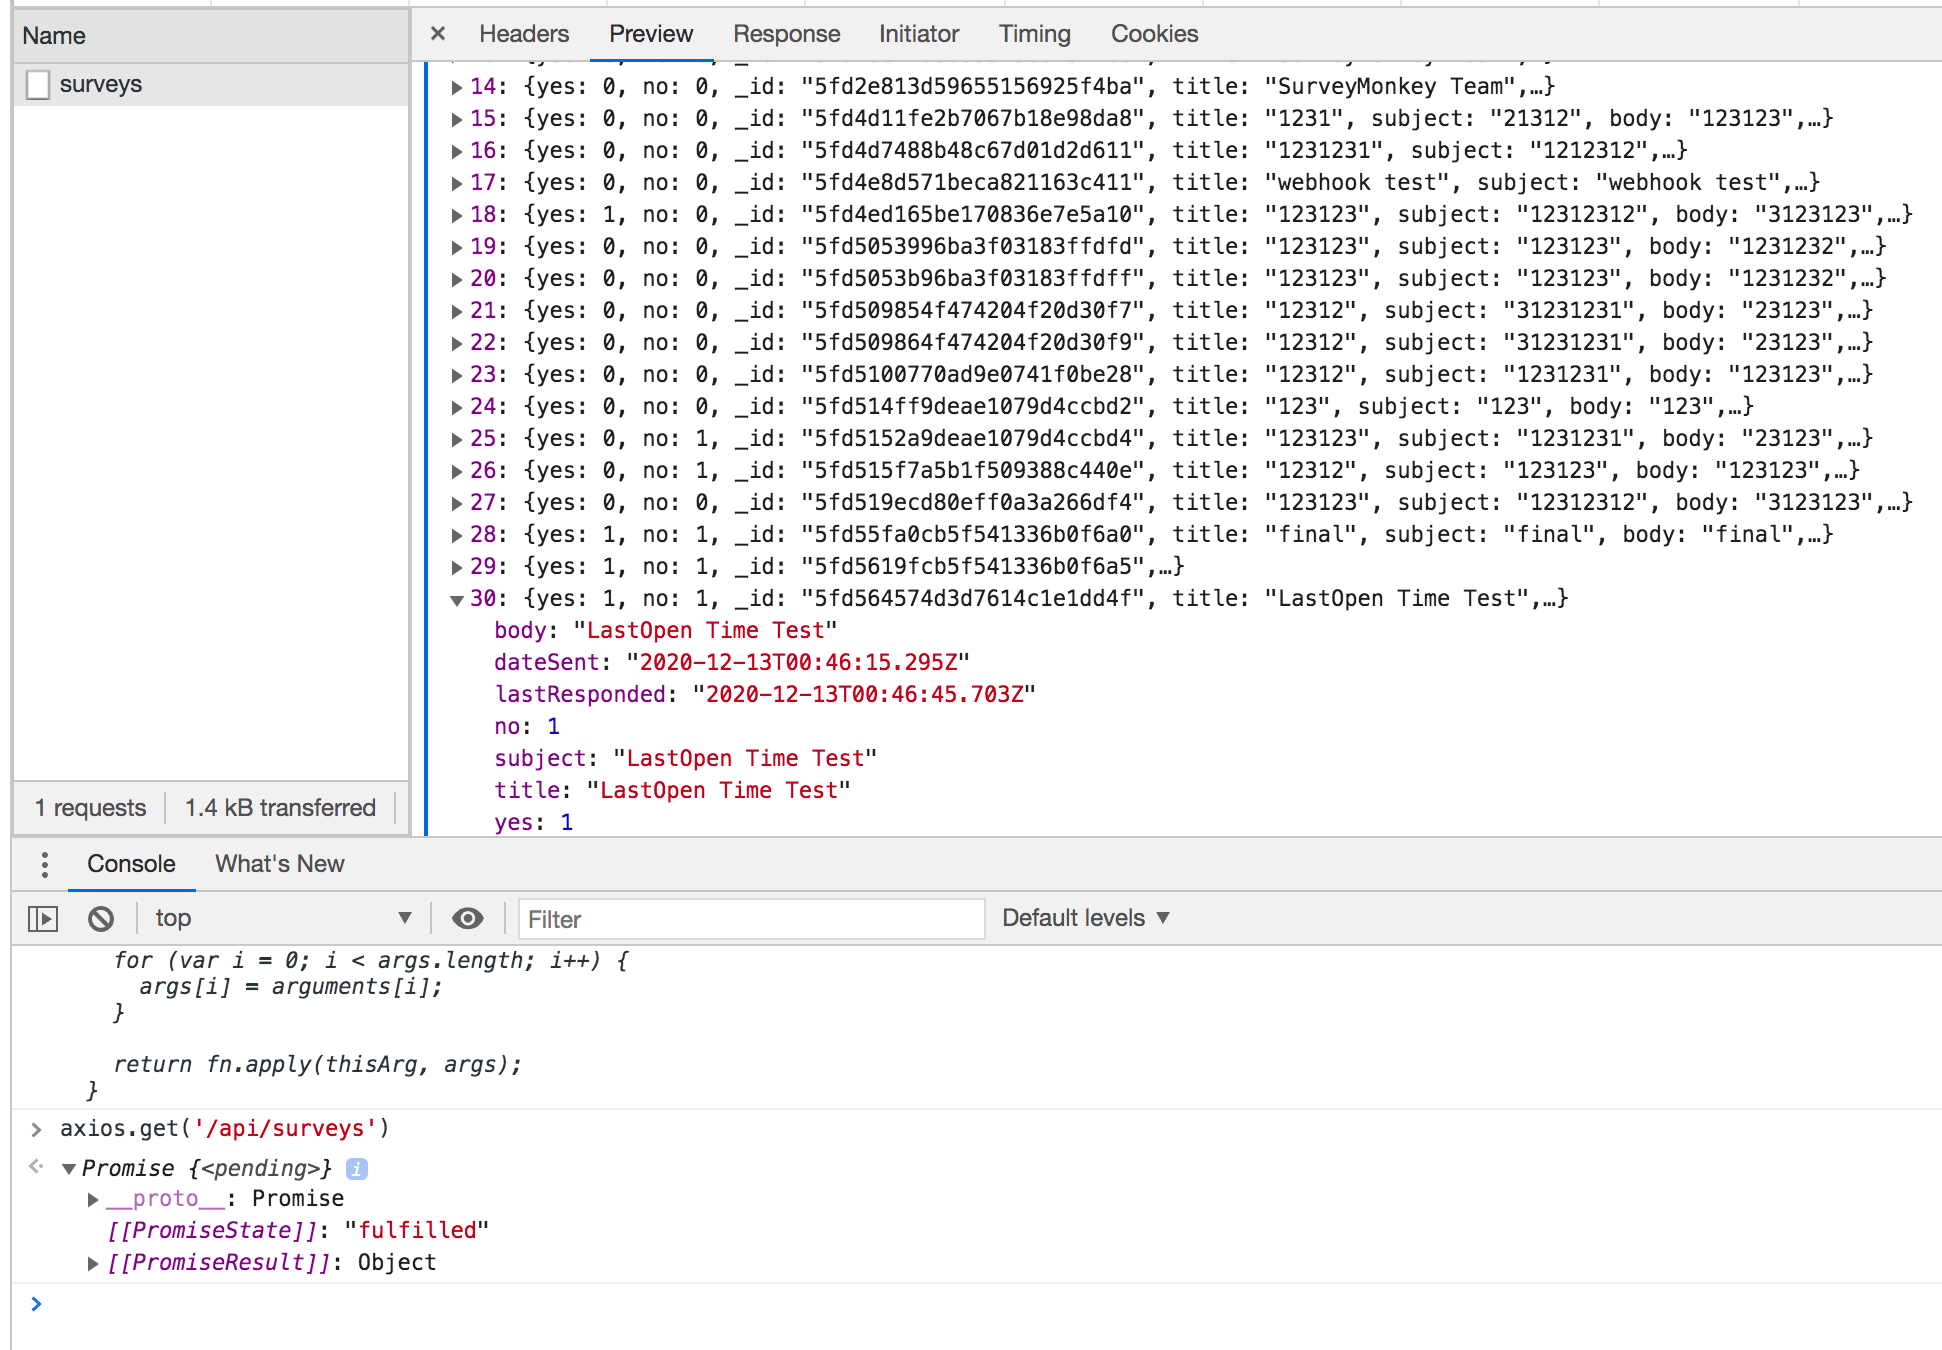 Name
surveys
1 requests
1.4 kB transferred
Headers Preview Response Initiator Timing Cookies
14: {yes: 0, no: 0, _id: "5fd2e813d59655156925f4ba", title: "SurveyMonkey Team",…}
15: {yes: 0, no: 0, _id: "5fd4d11fe2b7067b18e98da8", title: "1231", subject: "21312", body: "123123",…}
16: {yes: 0, no: 0, _id: "5fd4d7488b48c67d01d2d611", title: "1231231", subject: "1212312",…}
17: {yes: 0, no: 0, _id: "5fd4e8d571beca821163c411", title: "webhook test", subject: "webhook test",…}
18: {yes: 1, no: 0, _id: "5fd4ed165be170836e7e5a10", title: "123123", subject: "12312312", body: "3123123",…}
19: {yes: 0, no: 0, _id: "5fd5053996ba3f03183ffdfd", title: "123123", subject: "123123", body: "1231232",…}
20: {yes: 0, no: 0, _id: "5fd5053b96ba3f03183ffdff", title: "123123", subject: "123123", body: "1231232",…}
21: {yes: 0, no: 0, _id: "5fd509854f474204f20d30f7", title: "12312", subject: "31231231", body: "23123",…}
22: {yes: 0, no: 0, _id: "5fd509864f474204f20d30f9", title: "12312", subject: "31231231", body: "23123",…}
23: {yes: 0, no: 0, _id: "5fd5100770ad9e0741f0be28", title: "12312", subject: "1231231", body: "123123",…}
24: {yes: 0, no: 0, _id: "5fd514ff9deae1079d4ccbd2", title: "123", subject: "123", body: "123",…}
25: {yes: 0, no: 1, _id: "5fd5152a9deae1079d4ccbd4", title: "123123", subject: "1231231", body: "23123",…}
26: {yes: 0, no: 1, _id: "5fd515f7a5b1f509388c440e", title: "12312", subject: "123123", body: "123123",…}
27: {yes: 0, no: 0, _id: "5fd519ecd80eff0a3a266df4", title: "123123", subject: "12312312", body: "3123123",…}
28: {yes: 1, no: 1, _id: "5fd55fa0cb5f541336b0f6a0", title: "final", subject: "final", body: "final",…}
29: {yes: 1, no: 1, _id: "5fd5619fcb5f541336b0f6a5",…}
30: {yes: 1, no: 1, _id: "5fd564574d3d7614c1e1dd4f", title: "LastOpen Time Test",…}
body: "LastOpen Time Test"
dateSent: "2020-12-13T00:46:15.295Z"
lastResponded: "2020-12-13T00:46:45.703Z"
no: 1
subject: "LastOpen Time Test"
title: "LastOpen Time Test"
yes: 1
Console What's New
top Filter Default levels
for (var i = 0; i < args.length; i++) {
args[i] = arguments[i];
}
return fn.apply(thisArg, args);
}
axios.get('/api/surveys')
Promise {<pending>} i
__proto__: Promise
[[PromiseState]]: "fulfilled"
[[PromiseResult]]: Object